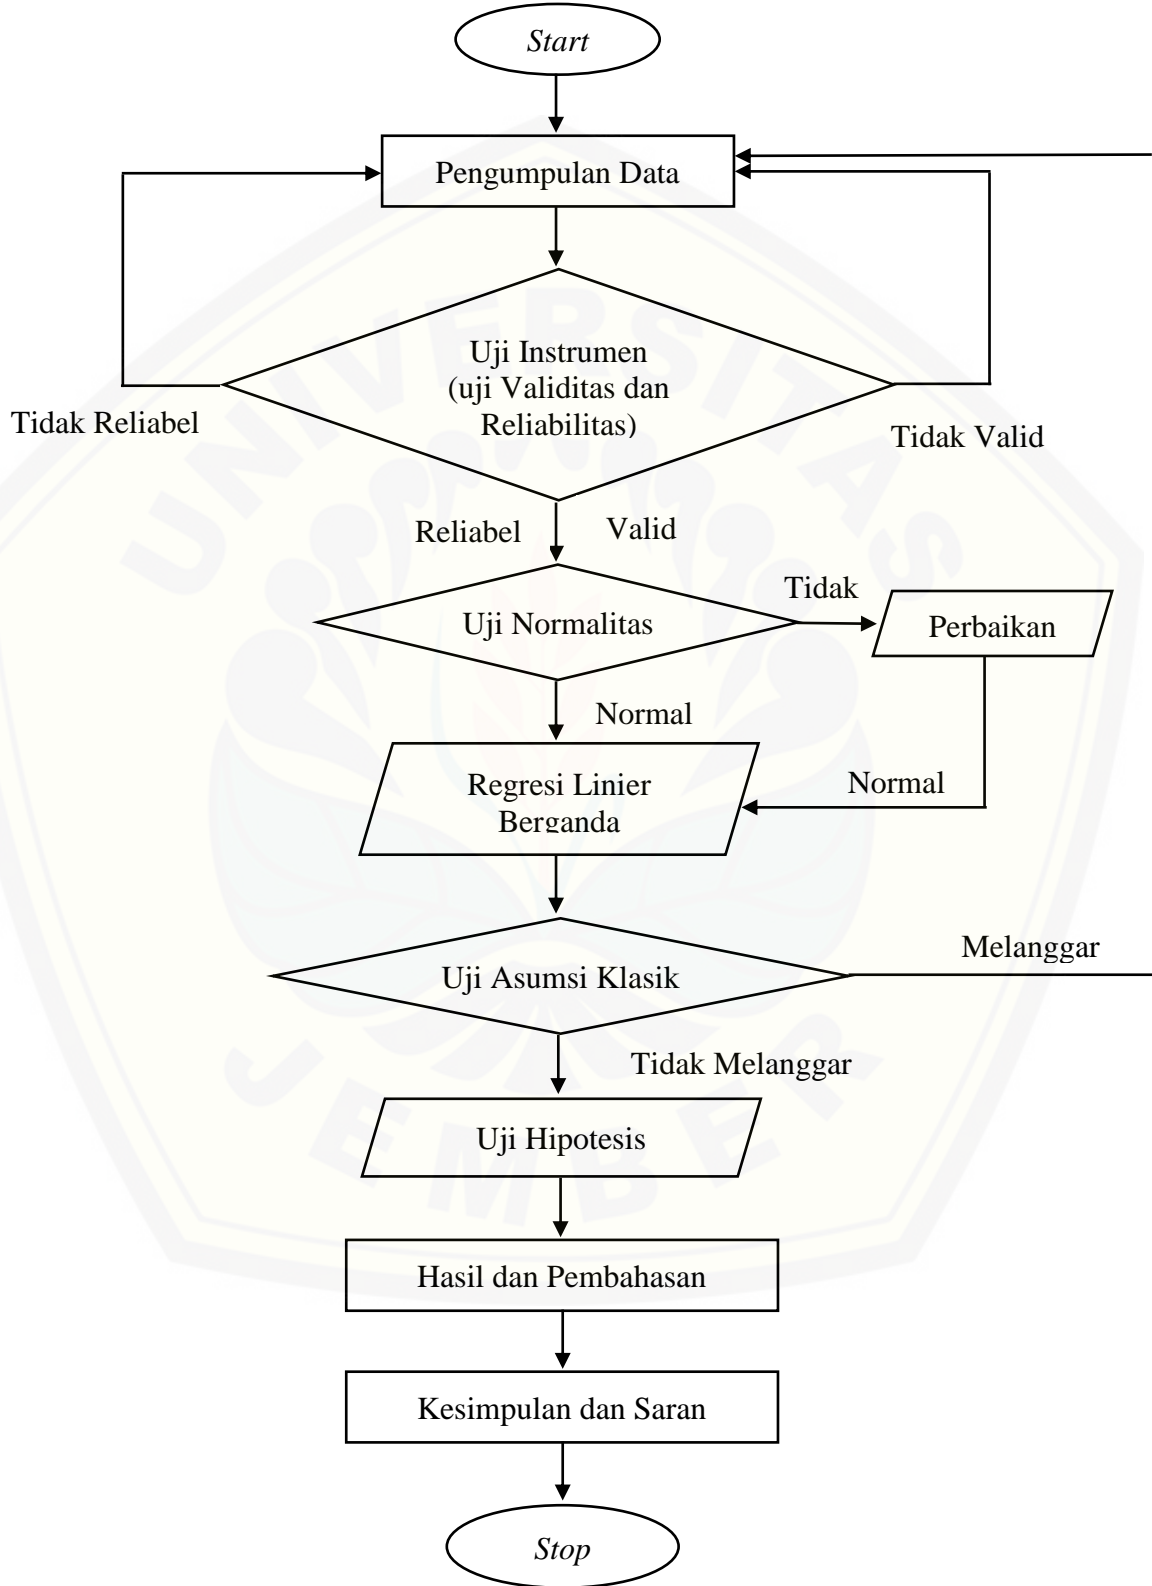 Start
Pengumpulan Data
Uji Instrumen
(uji Validitas dan
Reliabilitas)
Tidak Reliabel
Tidak Valid
Reliabel
Valid
Uji Normalitas
Tidak
Perbaikan
Normal
Regresi Linier
Berganda
Normal
Uji Asumsi Klasik
Melanggar
Tidak Melanggar
Uji Hipotesis
Hasil dan Pembahasan
Kesimpulan dan Saran
Stop
UNIVERSITAS
JEMBER